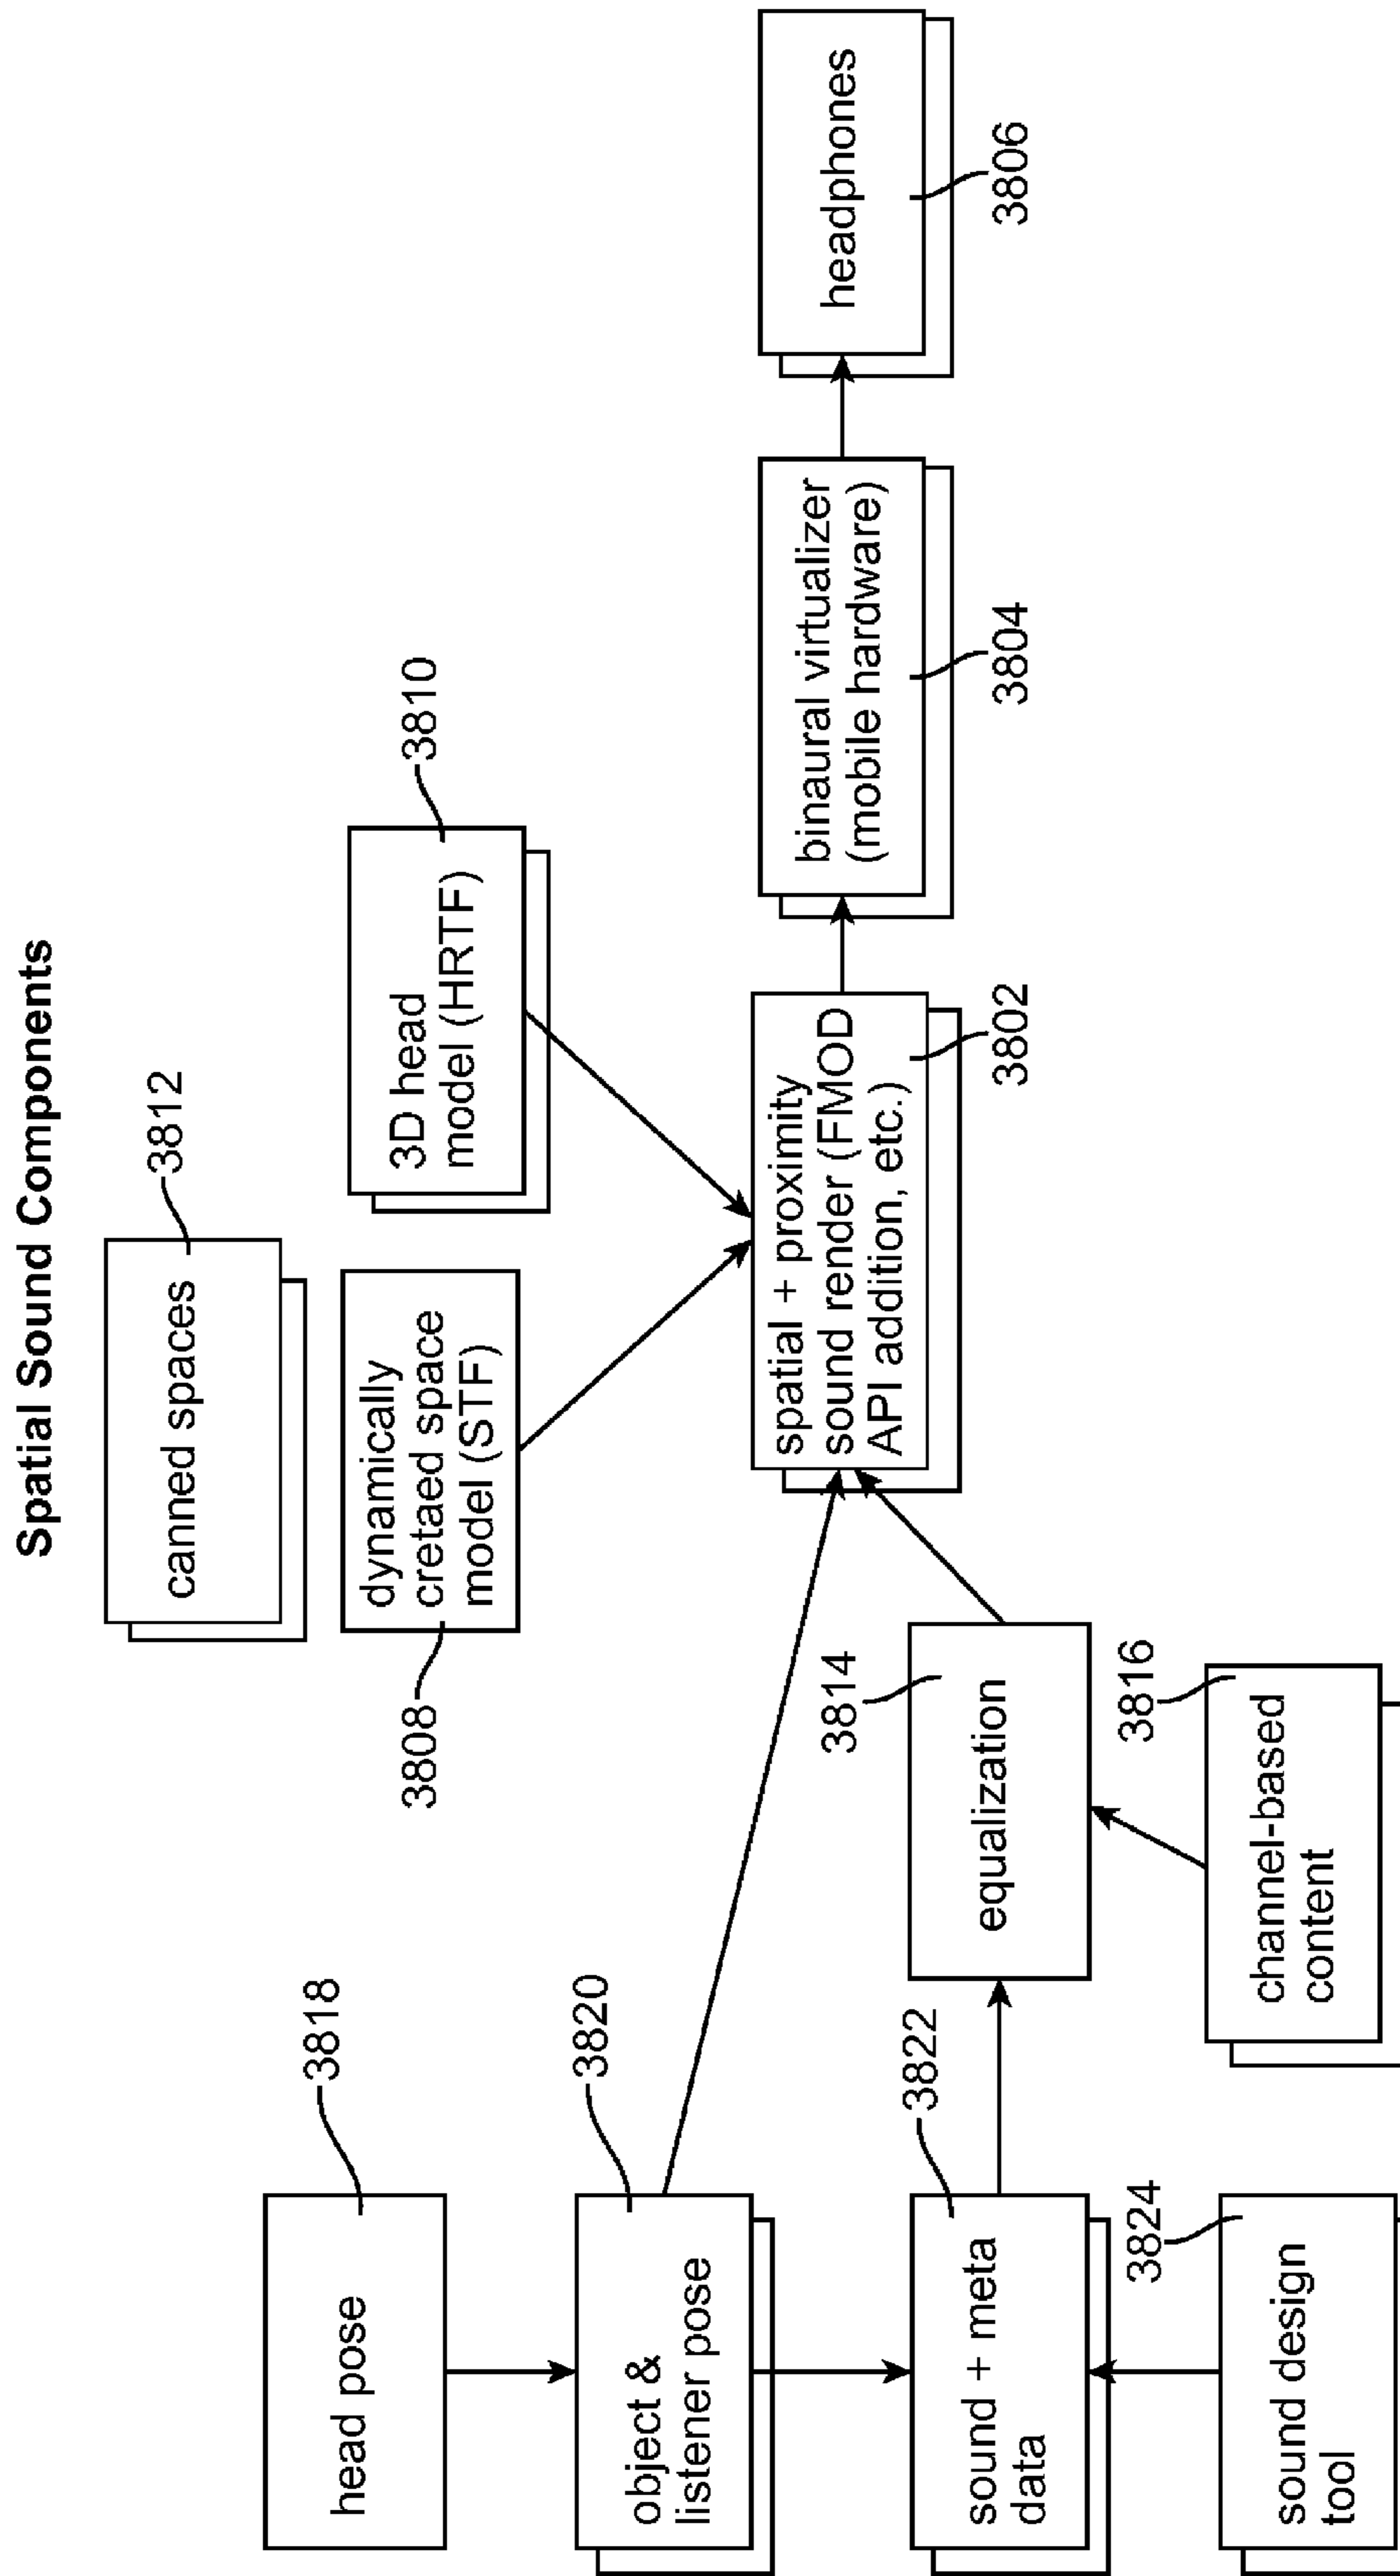 Spatial Sound Components
head pose
3818
object &
listener pose
3820
sound + meta
data
3822
sound design
tool
3824
canned spaces
3812
dynamically
cretaed space
model (STF)
3808
3D head
model (HRTF)
3810
equalization
3814
channel-based
content
3816
spatial + proximity
sound render (FMOD
API addition, etc.)
3802
binaural virtualizer
(mobile hardware)
3804
headphones
3806